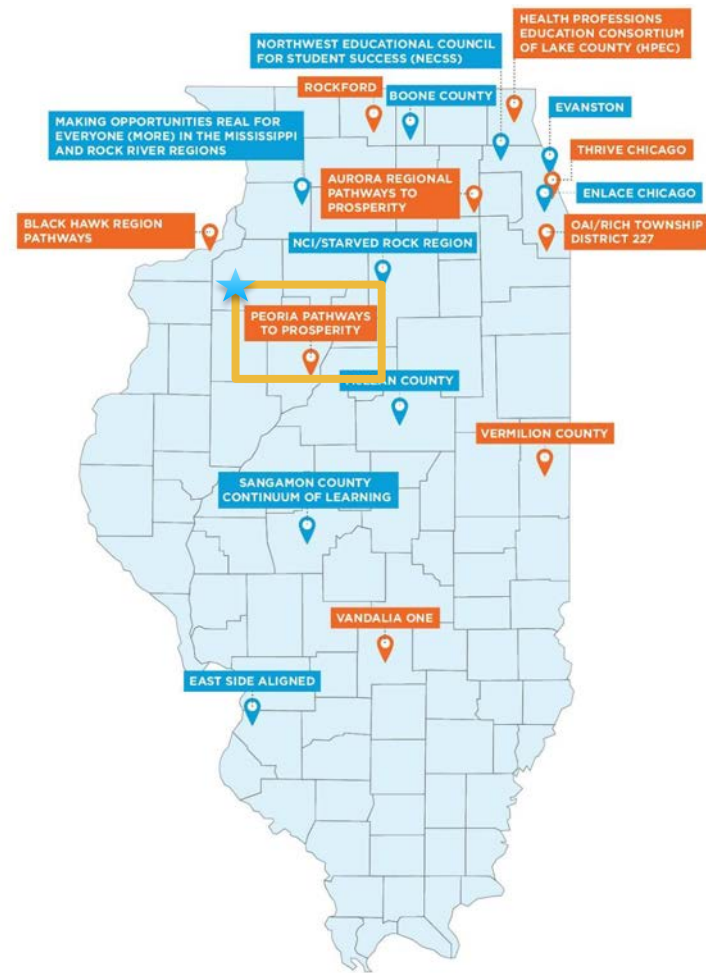 HEALTH PROFESSIONS
EDUCATION CONSORTIUM
OF LAKE COUNTY (HPEC)
NORTHWEST EDUCATIONAL COUNCIL
FOR STUDENT SUCCESS (NECSS)
ROCKFORD
BOONE COUNTY
EVANSTON
MAKING OPPORTUNITIES REAL FOR
EVERYONE (MORE) IN THE MISSISSIPPI
AND ROCK RIVER REGIONS
THRIVE CHICAGO
AURORA REGIONAL
PATHWAYS TO
PROSPERITY
ENLACE CHICAGO
BLACK HAWK REGION
PATHWAYS
OAI/RICH TOWNSHIP
DISTRICT 227
NCI/STARVED ROCK REGION
PEORIA PATHWAYS
TO PROSPERITY
MCLEAN COUNTY
VERMILION COUNTY
SANGAMON COUNTY
CONTINUUM OF LEARNING
VANDALIA ONE
EAST SIDE ALIGNED